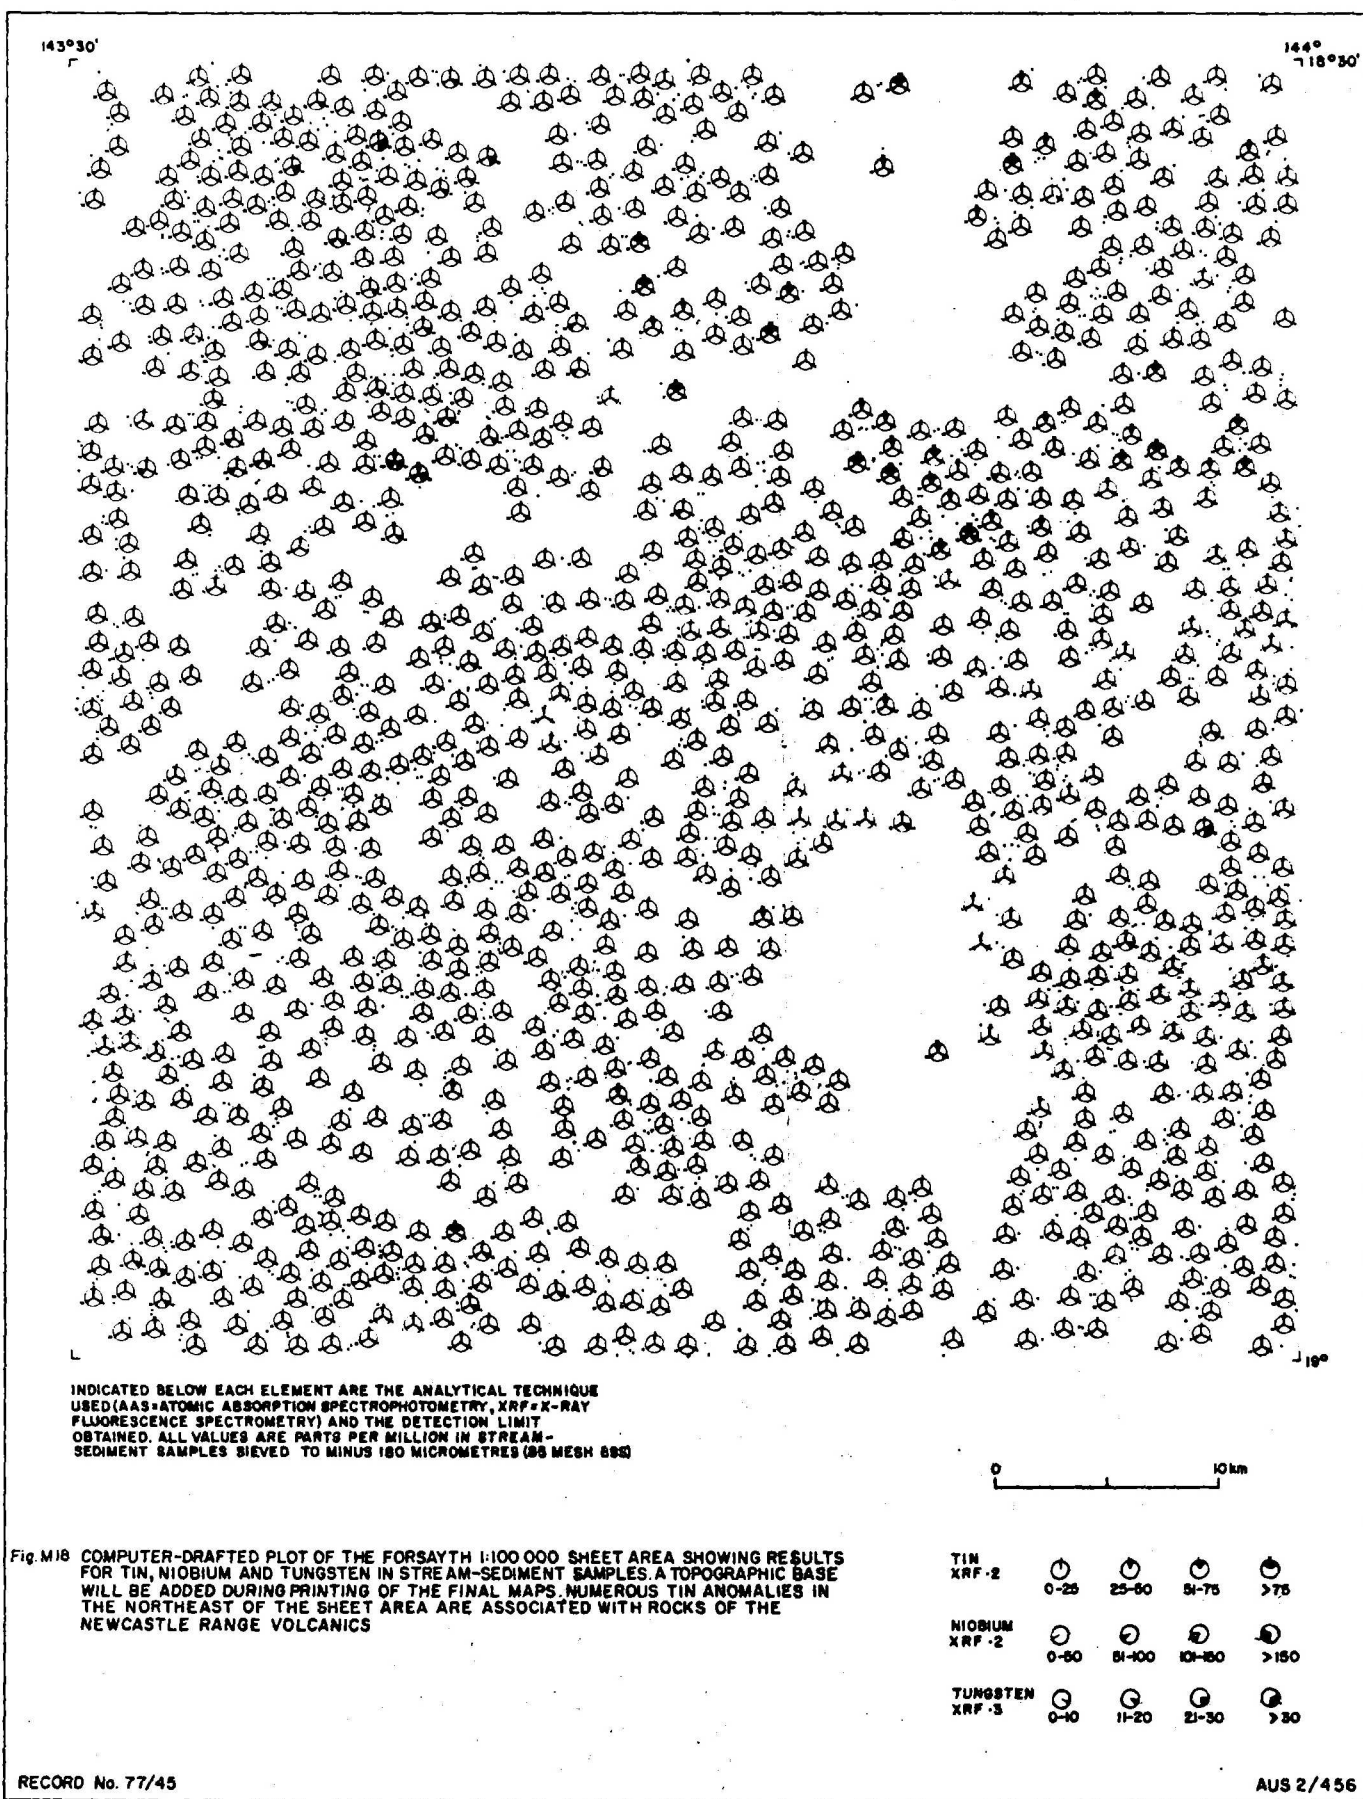 143°30'
144°
18°30'
19°
INDICATED BELOW EACH ELEMENT ARE THE ANALYTICAL TECHNIQUE
USED (AAS=ATOMIC ABSORPTION SPECTROPHOTOMETRY, XRF=X-RAY
FLUORESCENCE SPECTROMETRY) AND THE DETECTION LIMIT
OBTAINED. ALL VALUES ARE PARTS PER MILLION IN STREAM-
SEDIMENT SAMPLES SIEVED TO MINUS 180 MICROMETRES (85 MESH BSS)
0 10 km
Fig. M18 COMPUTER-DRAFTED PLOT OF THE FORSAYTH 1:100 000 SHEET AREA SHOWING RESULTS
FOR TIN, NIOBIUM AND TUNGSTEN IN STREAM-SEDIMENT SAMPLES. A TOPOGRAPHIC BASE
WILL BE ADDED DURING PRINTING OF THE FINAL MAPS. NUMEROUS TIN ANOMALIES IN
THE NORTHEAST OF THE SHEET AREA ARE ASSOCIATED WITH ROCKS OF THE
NEWCASTLE RANGE VOLCANICS
TIN
XRF-2
0-25 25-50 51-75 >75
NIOBIUM
XRF-2
0-50 51-100 101-150 >150
TUNGSTEN
XRF-3
0-10 11-20 21-30 >30
RECORD No. 77/45
AUS 2/456